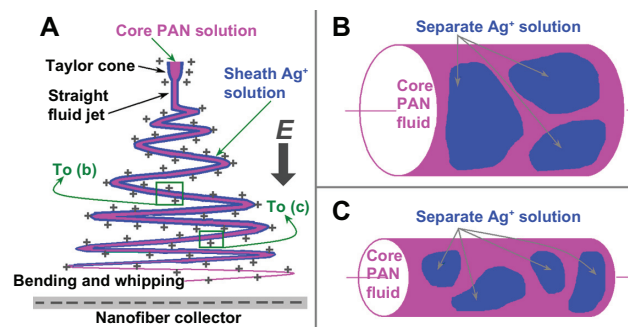 A
Core PAN solution
Taylor cone
Straight
fluid jet
Sheath Ag⁺
solution
E
To (b)
To (c)
Bending and whipping
Nanofiber collector
B
Separate Ag⁺ solution
Core
PAN
fluid
C
Separate Ag⁺ solution
Core
PAN
fluid